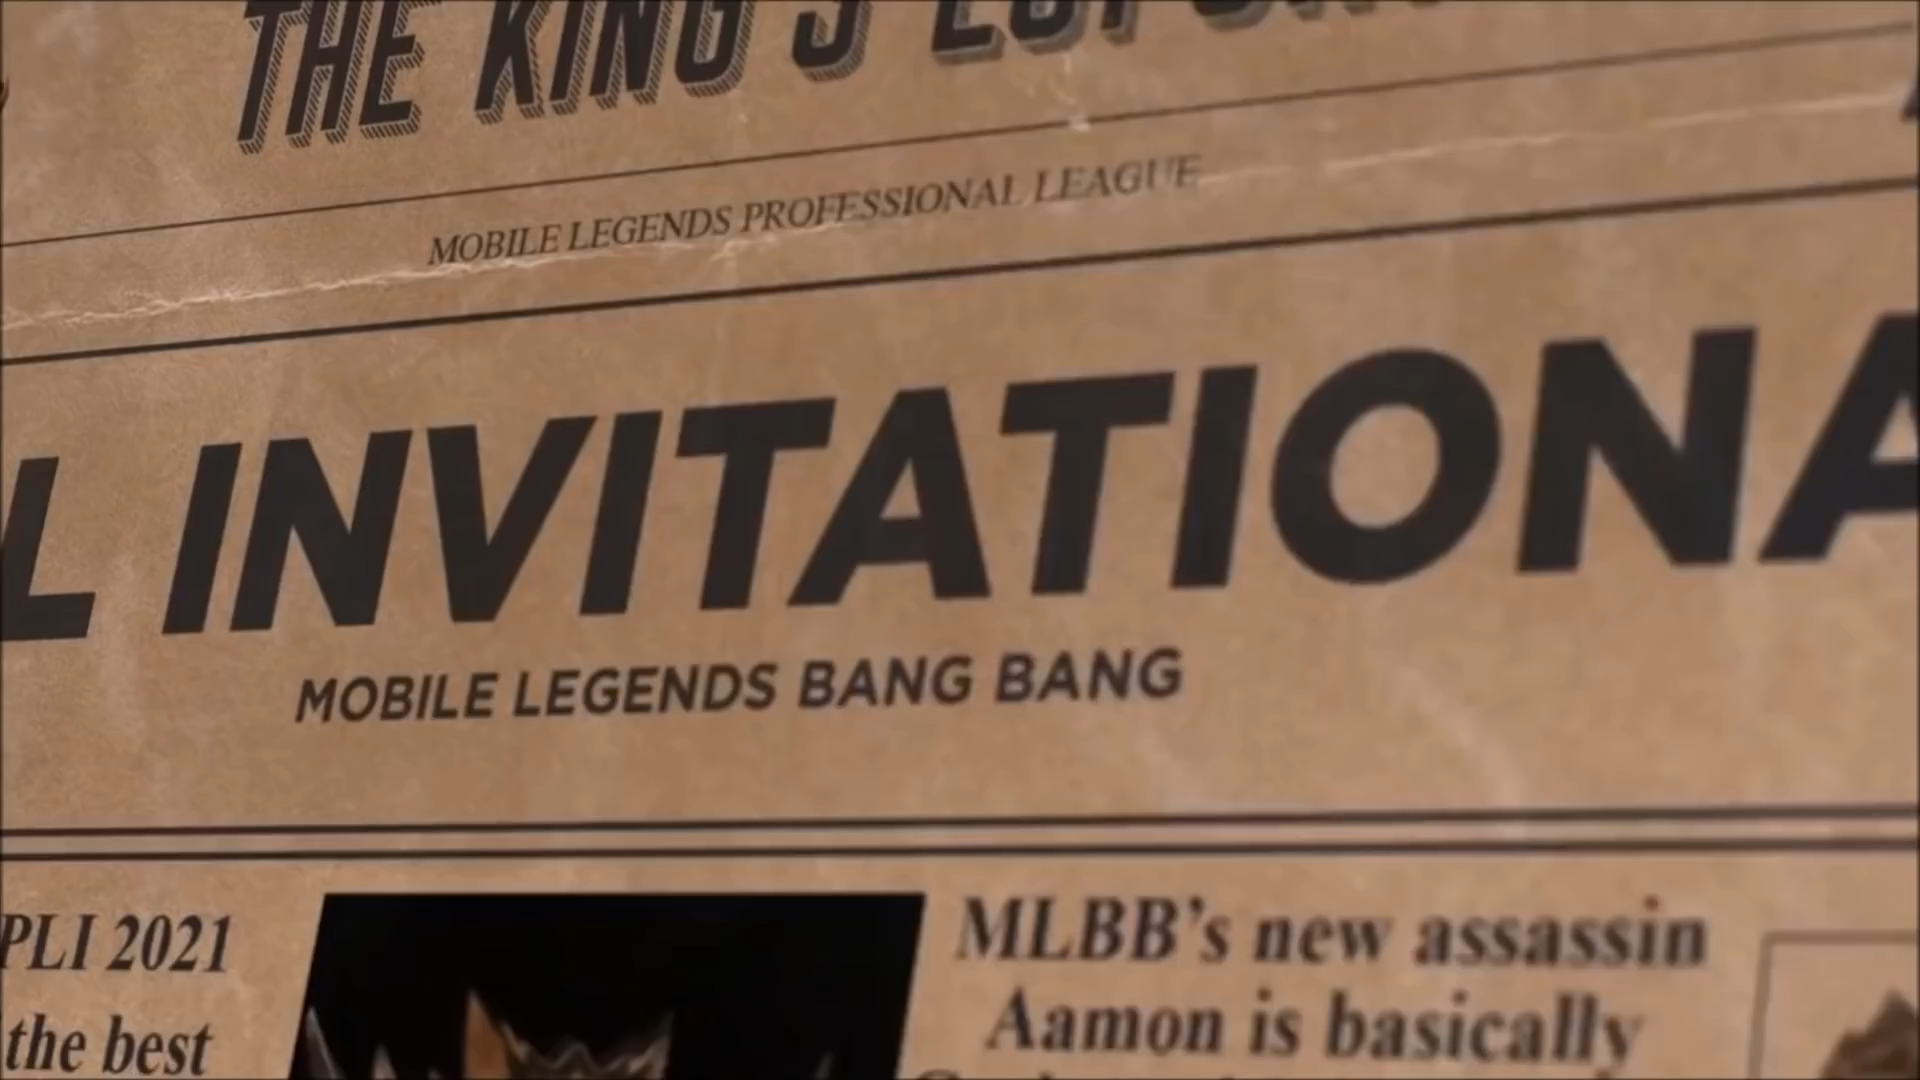 THE KING'S
MOBILE LEGENDS PROFESSIONAL LEAGUE
L INVITATIONA
MOBILE LEGENDS BANG BANG
PLI 2021
the best
MLBB's new assassin
Aamon is basically